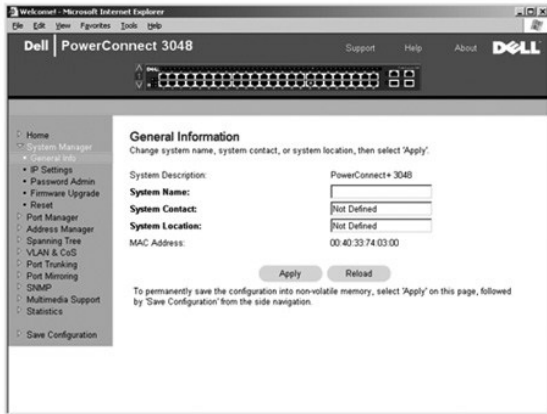 Welcome! - Microsoft Internet Explorer
File Edit View Favorites Tools Help
Dell PowerConnect 3048
Support Help About DELL
Home
System Manager
General Info
IP Settings
Password Admin
Firmware Upgrade
Reset
Port Manager
Address Manager
Spanning Tree
VLAN & CoS
Port Trunking
Port Mirroring
SNMP
Multimedia Support
Statistics
Save Configuration
General Information
Change system name, system contact, or system location, then select 'Apply'.
System Description: PowerConnect+ 3048
System Name:
System Contact: Not Defined
System Location: Not Defined
MAC Address: 00:40:33:74:03:00
Apply Reload
To permanently save the configuration into non-volatile memory, select 'Apply' on this page, followed
by 'Save Configuration' from the side navigation.